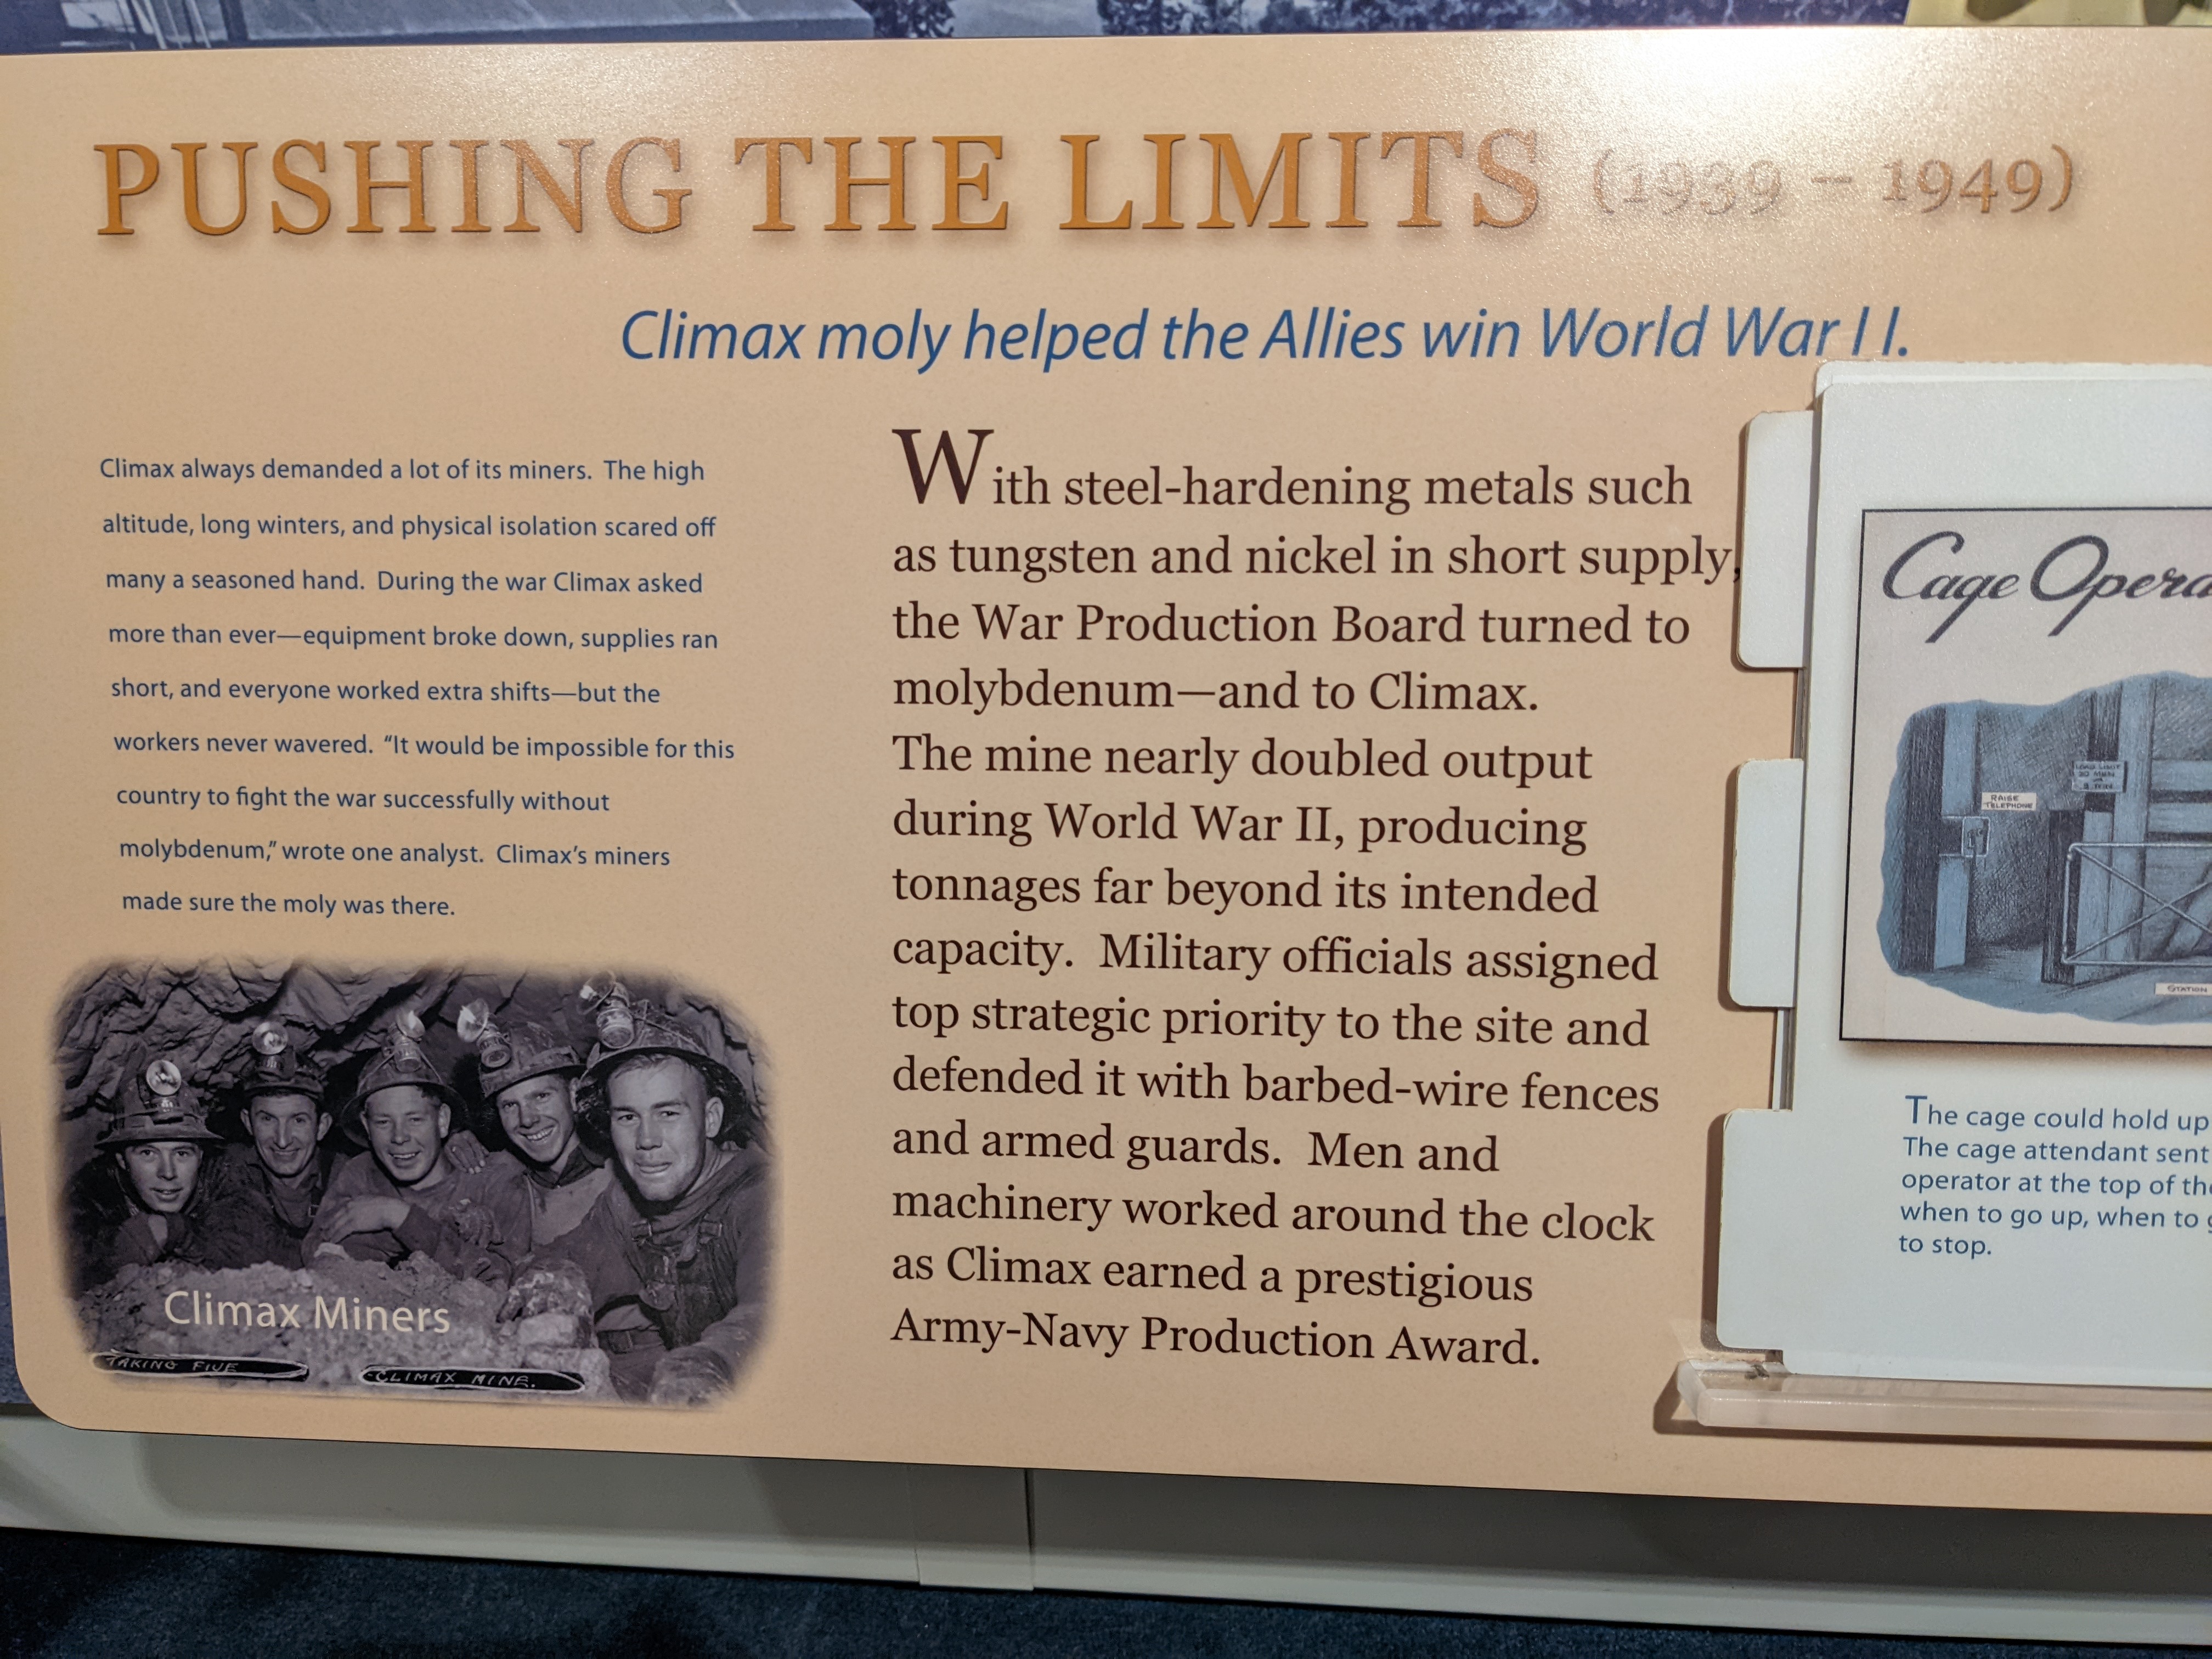 PUSHING THE LIMITS (1939 – 1949)
Climax moly helped the Allies win World War II.
Climax always demanded a lot of its miners. The high
altitude, long winters, and physical isolation scared off
many a seasoned hand. During the war Climax asked
more than ever—equipment broke down, supplies ran
short, and everyone worked extra shifts—but the
workers never wavered. “It would be impossible for this
country to fight the war successfully without
molybdenum,” wrote one analyst. Climax’s miners
made sure the moly was there.
Climax Miners
TAKING FIVE
CLIMAX MINE.
With steel-hardening metals such
as tungsten and nickel in short supply,
the War Production Board turned to
molybdenum—and to Climax.
The mine nearly doubled output
during World War II, producing
tonnages far beyond its intended
capacity. Military officials assigned
top strategic priority to the site and
defended it with barbed-wire fences
and armed guards. Men and
machinery worked around the clock
as Climax earned a prestigious
Army-Navy Production Award.
Cage Opera
LOAD LIMIT
20 MEN
RAISE
TELEPHONE
STATION
The cage could hold up
The cage attendant sent
operator at the top of the
when to go up, when to g
to stop.